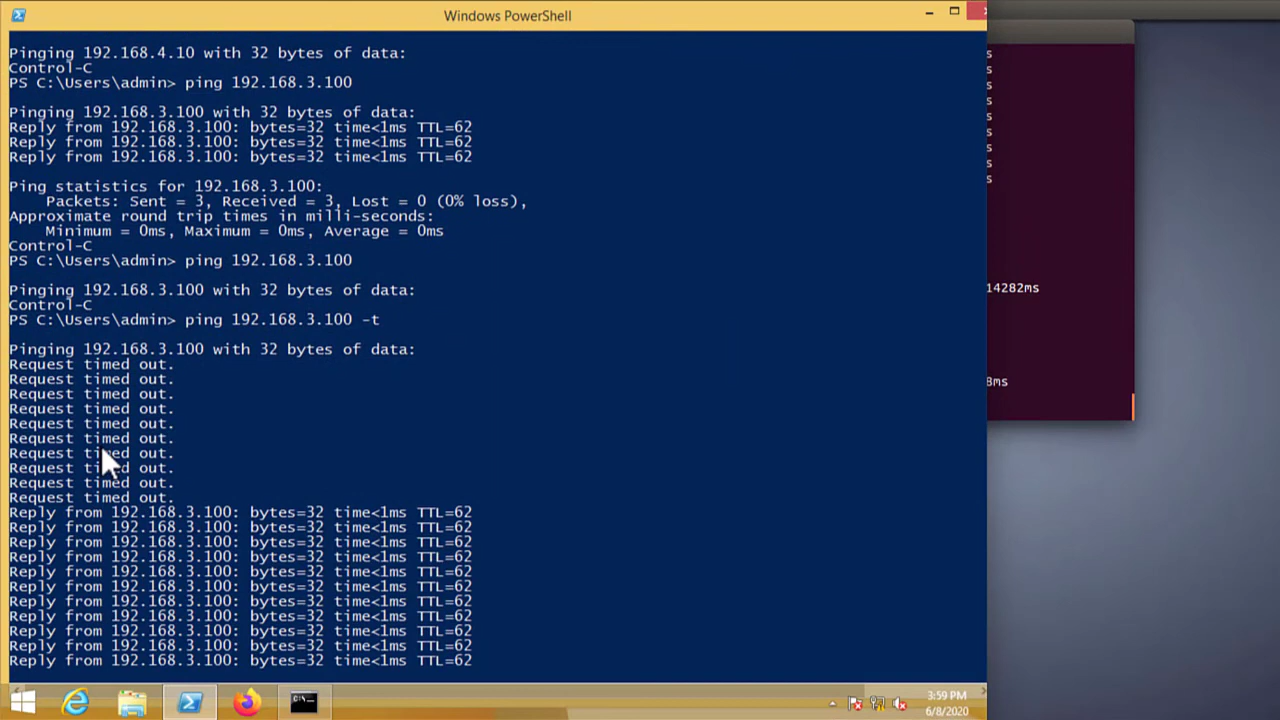 Windows PowerShell
Pinging 192.168.4.10 with 32 bytes of data:
Control-C
PS C:\Users\admin> ping 192.168.3.100
Pinging 192.168.3.100 with 32 bytes of data:
Reply from 192.168.3.100: bytes=32 time<1ms TTL=62
Reply from 192.168.3.100: bytes=32 time<1ms TTL=62
Reply from 192.168.3.100: bytes=32 time<1ms TTL=62
Ping statistics for 192.168.3.100:
Packets: Sent = 3, Received = 3, Lost = 0 (0% loss),
Approximate round trip times in milli-seconds:
Minimum = 0ms, Maximum = 0ms, Average = 0ms
Control-C
PS C:\Users\admin> ping 192.168.3.100
Pinging 192.168.3.100 with 32 bytes of data:
Control-C
PS C:\Users\admin> ping 192.168.3.100 -t
Pinging 192.168.3.100 with 32 bytes of data:
Request timed out.
Request timed out.
Request timed out.
Request timed out.
Request timed out.
Request timed out.
Request timed out.
Request timed out.
Request timed out.
Request timed out.
Reply from 192.168.3.100: bytes=32 time<1ms TTL=62
Reply from 192.168.3.100: bytes=32 time<1ms TTL=62
Reply from 192.168.3.100: bytes=32 time<1ms TTL=62
Reply from 192.168.3.100: bytes=32 time<1ms TTL=62
Reply from 192.168.3.100: bytes=32 time<1ms TTL=62
Reply from 192.168.3.100: bytes=32 time<1ms TTL=62
Reply from 192.168.3.100: bytes=32 time<1ms TTL=62
Reply from 192.168.3.100: bytes=32 time<1ms TTL=62
Reply from 192.168.3.100: bytes=32 time<1ms TTL=62
Reply from 192.168.3.100: bytes=32 time<1ms TTL=62
Reply from 192.168.3.100: bytes=32 time<1ms TTL=62
s
s
s
s
s
s
s
s
s
14282ms
8ms
C:\
3:59 PM
6/8/2020